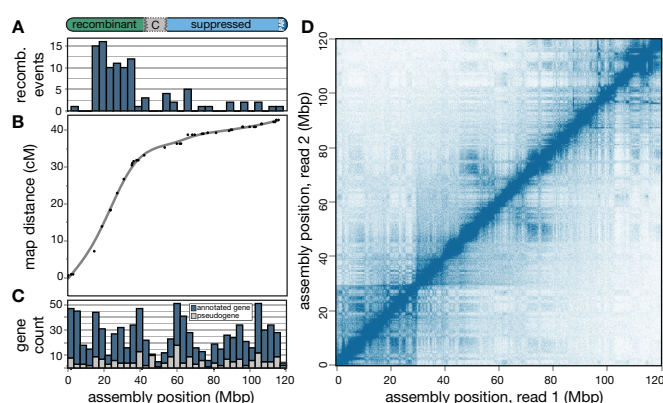 A
recombinant C suppressed
recomb.
events
15
10
5
0
B
map distance (cM)
40
30
20
10
0
C
gene
count
50
30
10
annotated gene
pseudogene
0 20 40 60 80 100 120
assembly position (Mbp)
D
assembly position, read 2 (Mbp)
120
100
80
60
40
20
0
0 20 40 60 80 100 120
assembly position, read 1 (Mbp)